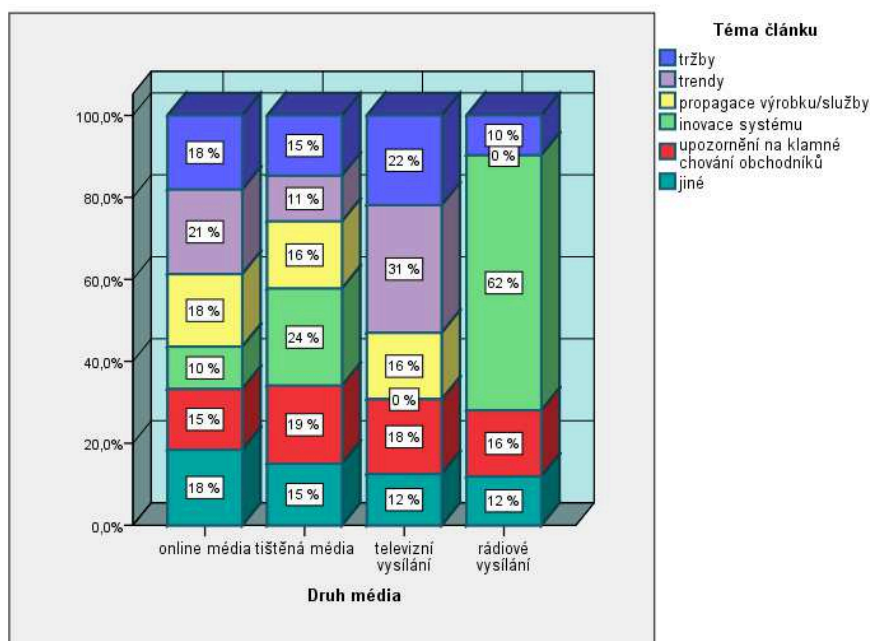 Téma článku
tržby
trendy
propagace výrobku/služby
inovace systému
upozornění na klamné
chování obchodníků
jiné
100,0%
80,0%
60,0%
40,0%
20,0%
0,0%
18 %
21 %
18 %
10 %
15 %
18 %
15 %
11 %
16 %
24 %
19 %
15 %
22 %
31 %
16 %
0 %
18 %
12 %
10 %
0 %
62 %
16 %
12 %
online média
tištěná média
televizní
vysílání
rádiové
vysílání
Druh média